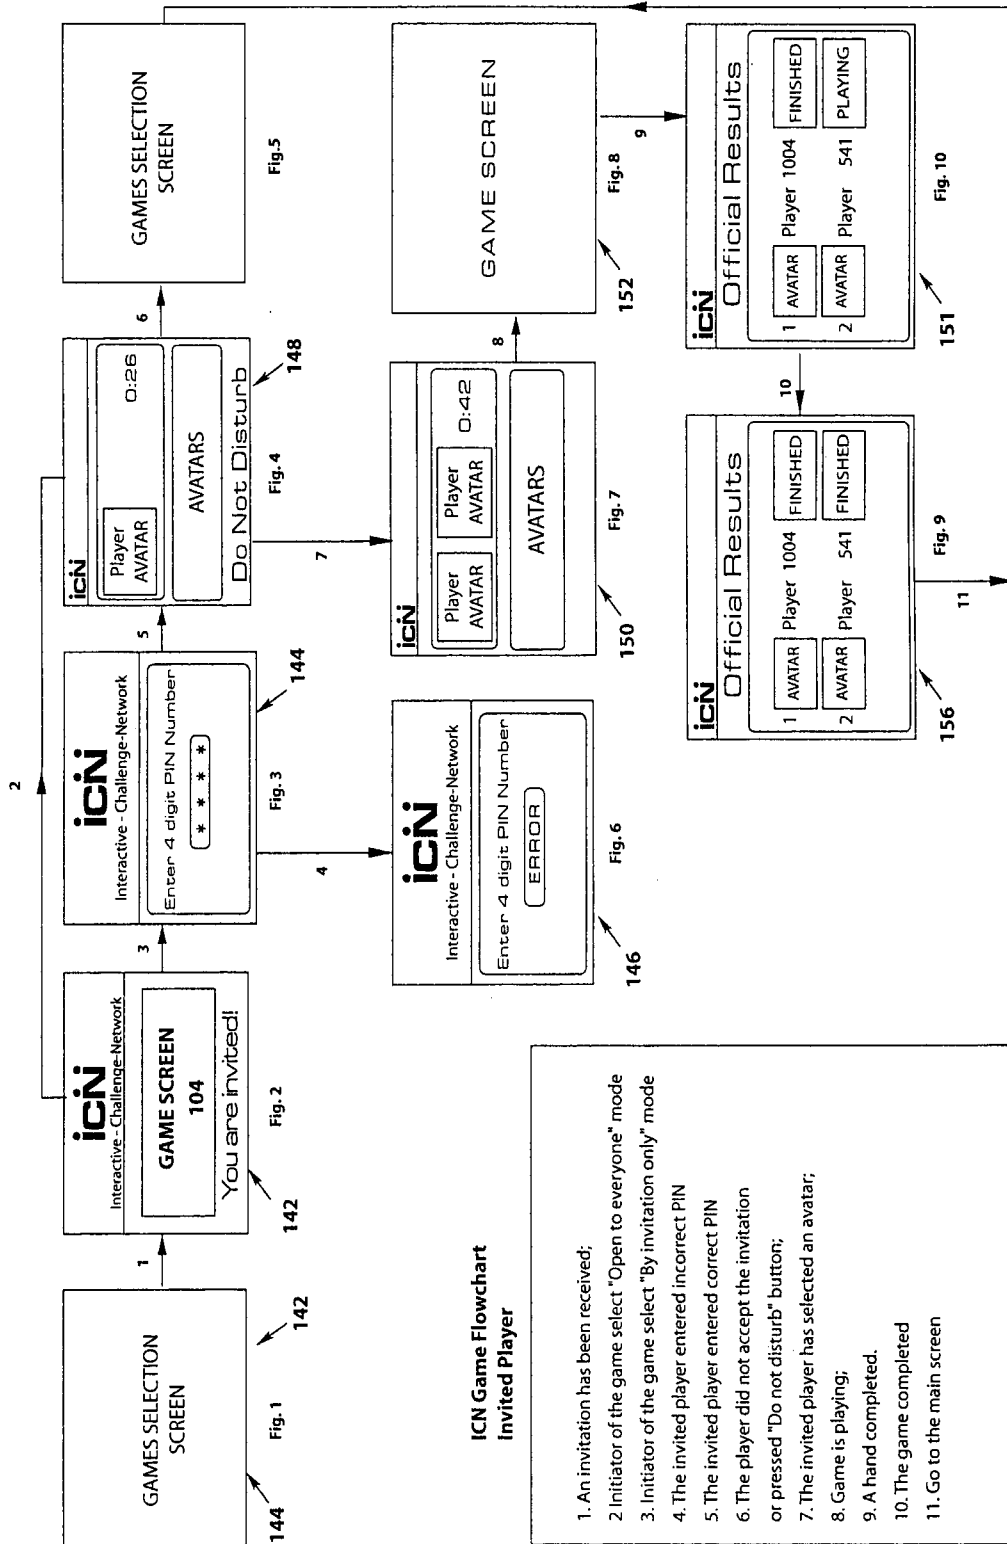 GAMES SELECTION
SCREEN
Fig. 1
144
142
1
icN
Interactive - Challenge-Network
GAME SCREEN
104
You are invited!
Fig. 2
142
2
3
icN
Interactive - Challenge-Network
Enter 4 digit PIN Number
* * * *
Fig.3
144
4
5
icN
Player
AVATAR
0:26
AVATARS
Do Not Disturb
Fig. 4
148
6
7
GAMES SELECTION
SCREEN
Fig.5
icN
Interactive - Challenge-Network
Enter 4 digit PIN Number
ERROR
Fig. 6
146
icN
Player
AVATAR
Player
AVATAR
0:42
AVATARS
Fig. 7
150
8
GAME SCREEN
Fig.8
152
9
icN
Official Results
1 AVATAR Player 1004 FINISHED
2 AVATAR Player 541 FINISHED
Fig. 9
156
10
11
icN
Official Results
1 AVATAR Player 1004 FINISHED
2 AVATAR Player 541 PLAYING
Fig. 10
151
ICN Game Flowchart
Invited Player
1. An invitation has been received;
2 Initiator of the game select "Open to everyone" mode
3. Initiator of the game select "By invitation only" mode
4. The invited player entered incorrect PIN
5. The invited player entered correct PIN
6. The player did not accept the invitation
or pressed "Do not disturb" button;
7. The invited player has selected an avatar;
8. Game is playing;
9. A hand completed.
10. The game completed
11. Go to the main screen